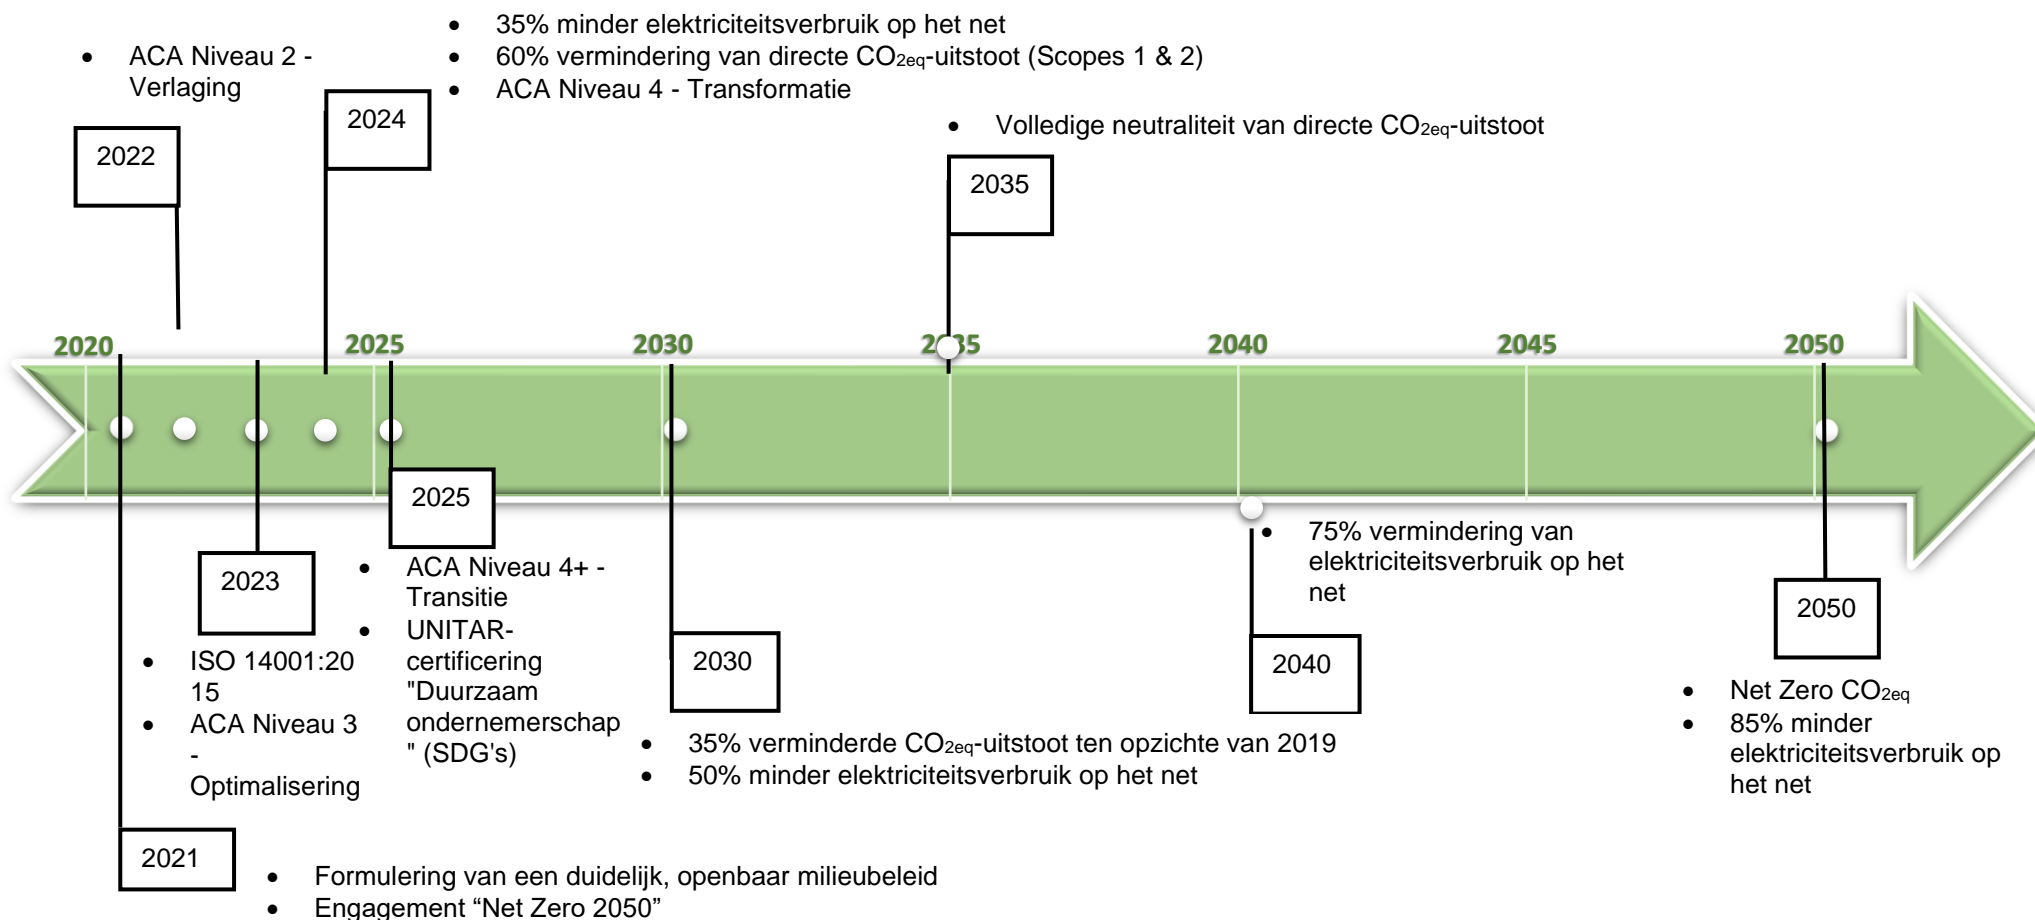 35% minder elektriciteitsverbruik op het net
60% vermindering van directe CO2eq-uitstoot (Scopes 1 & 2)
ACA Niveau 4 - Transformatie
ACA Niveau 2 -
Verlaging
2024
2022
Volledige neutraliteit van directe CO2eq-uitstoot
2035
2020
2025
2030
2035
2040
2045
2050
2025
ACA Niveau 4+ -
Transitie
UNITAR-
certificering
"Duurzaam
ondernemerschap
" (SDG's)
2023
ISO 14001:20
15
ACA Niveau 3
-
Optimalisering
2030
35% verminderde CO2eq-uitstoot ten opzichte van 2019
50% minder elektriciteitsverbruik op het net
75% vermindering van
elektriciteitsverbruik op het
net
2040
2050
Net Zero CO2eq
85% minder
elektriciteitsverbruik op
het net
2021
Formulering van een duidelijk, openbaar milieubeleid
Engagement “Net Zero 2050”